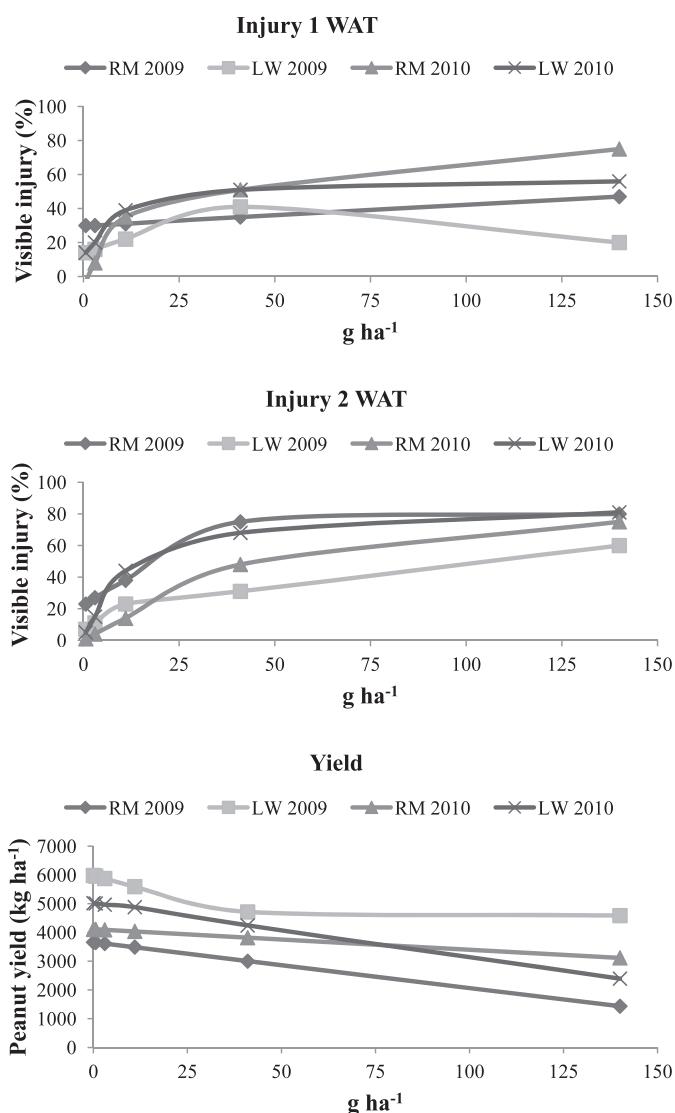 Injury 1 WAT
RM 2009 LW 2009 RM 2010 LW 2010
Visible injury (%)
100
80
60
40
20
0
0 25 50 75 100 125 150
g ha-1
Injury 2 WAT
RM 2009 LW 2009 RM 2010 LW 2010
Visible injury (%)
100
80
60
40
20
0
0 25 50 75 100 125 150
g ha-1
Yield
RM 2009 LW 2009 RM 2010 LW 2010
Peanut yield (kg ha-1)
7000
6000
5000
4000
3000
2000
1000
0
0 25 50 75 100 125 150
g ha-1